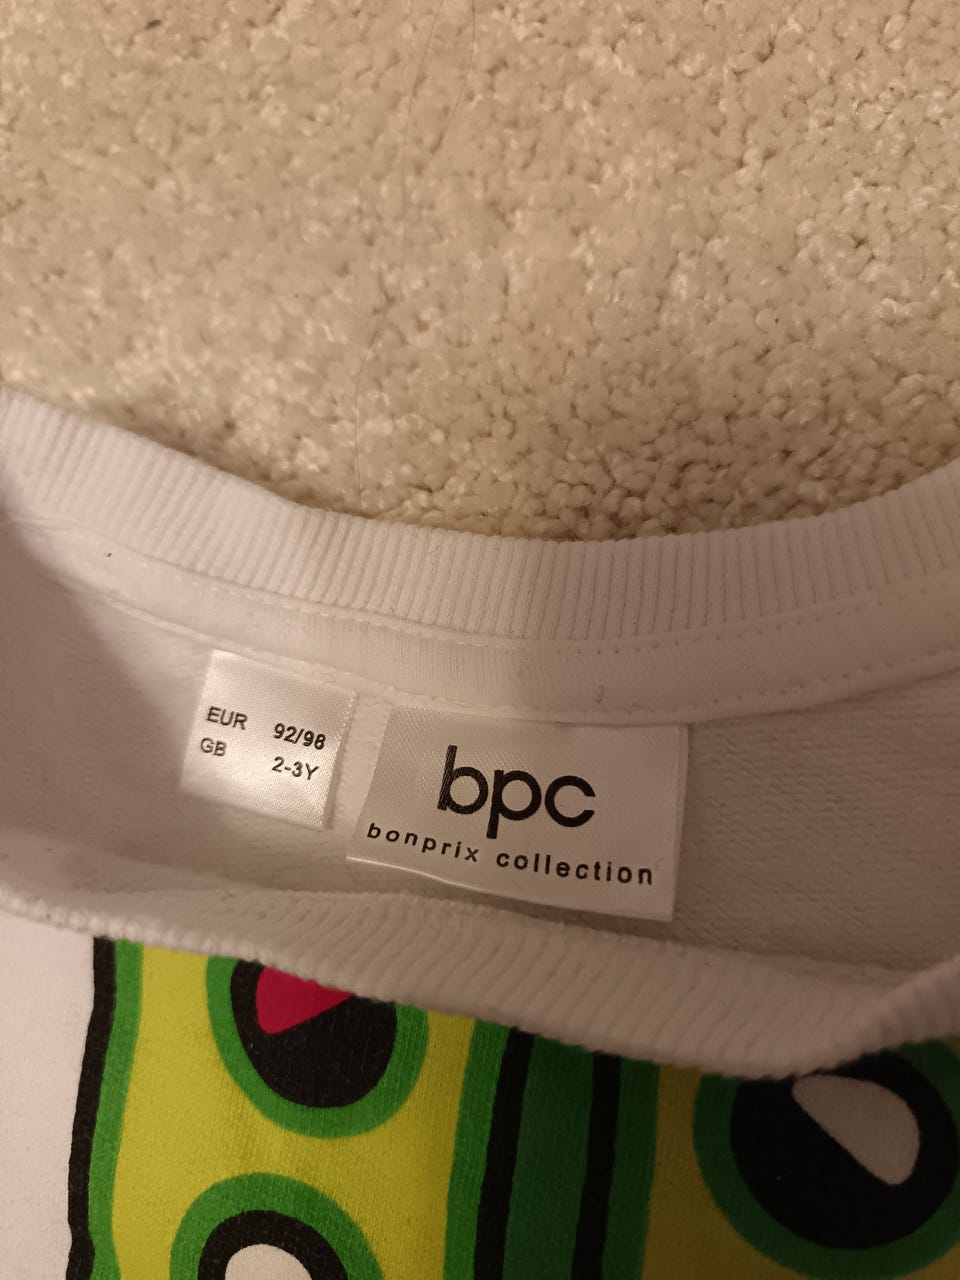 EUR 92/98
GB 2-3Y
bpc
bonprix collection